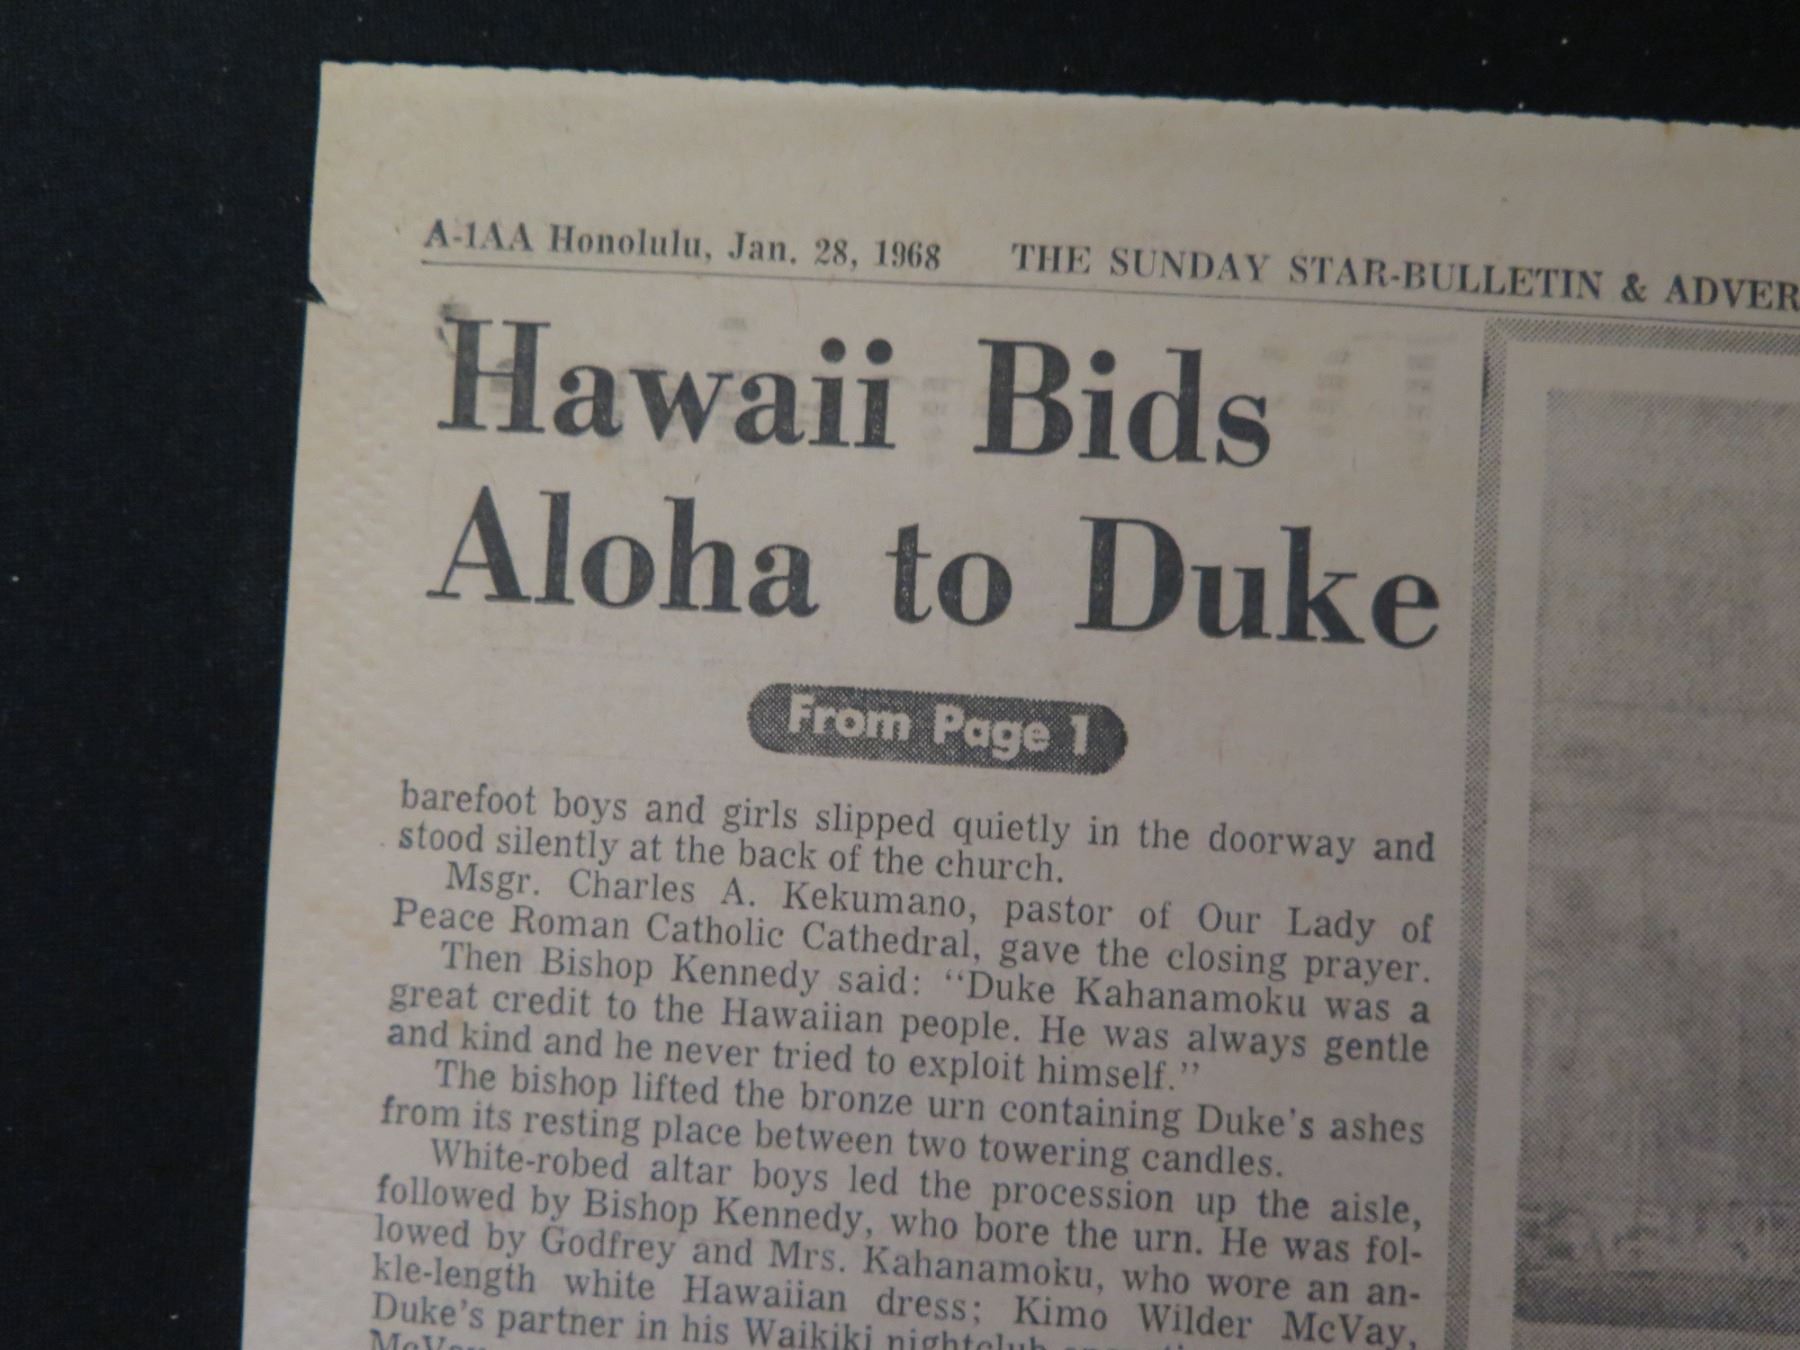 A-1AA Honolulu, Jan. 28, 1968 THE SUNDAY STAR-BULLETIN & ADVER
Hawaii Bids
Aloha to Duke
From Page 1
barefoot boys and girls slipped quietly in the doorway and
stood silently at the back of the church.
Msgr. Charles A. Kekumano, pastor of Our Lady of
Peace Roman Catholic Cathedral, gave the closing prayer.
Then Bishop Kennedy said: "Duke Kahanamoku was a
great credit to the Hawaiian people. He was always gentle
and kind and he never tried to exploit himself."
The bishop lifted the bronze urn containing Duke's ashes
from its resting place between two towering candles.
White-robed altar boys led the procession up the aisle,
followed by Bishop Kennedy, who bore the urn. He was fol-
lowed by Godfrey and Mrs. Kahanamoku, who wore an an-
kle-length white Hawaiian dress; Kimo Wilder McVay,
Duke's partner in his Waikiki nightclub